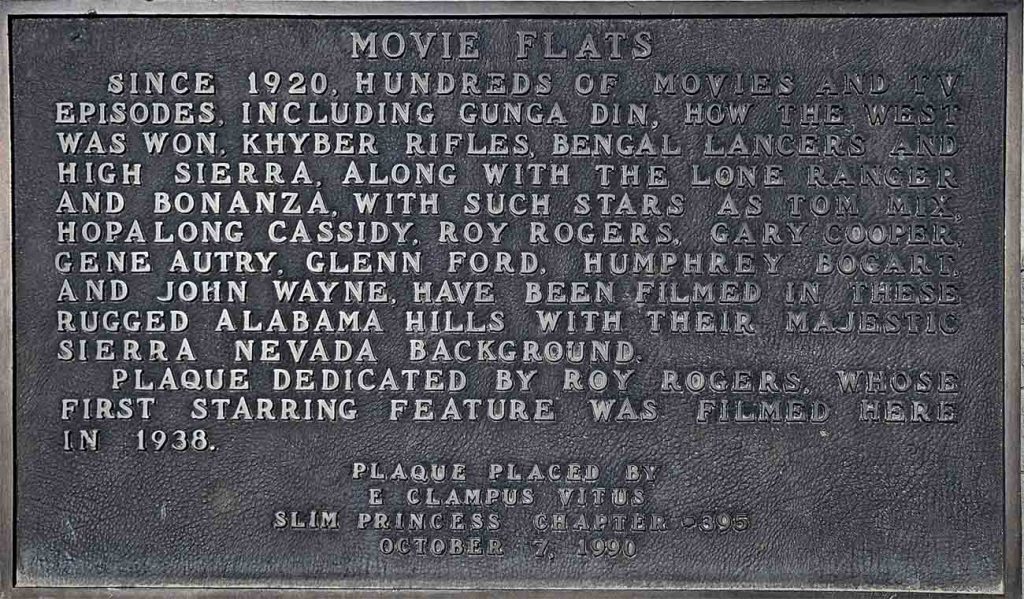 MOVIE FLATS
SINCE 1920, HUNDREDS OF MOVIES AND TV
EPISODES, INCLUDING GUNGA DIN, HOW THE WEST
WAS WON, KHYBER RIFLES, BENGAL LANCERS AND
HIGH SIERRA, ALONG WITH THE LONE RANGER
AND BONANZA, WITH SUCH STARS AS TOM MIX,
HOPALONG CASSIDY, ROY ROGERS, GARY COOPER,
GENE AUTRY, GLENN FORD, HUMPHREY BOGART,
AND JOHN WAYNE, HAVE BEEN FILMED IN THESE
RUGGED ALABAMA HILLS WITH THEIR MAJESTIC
SIERRA NEVADA BACKGROUND.
PLAQUE DEDICATED BY ROY ROGERS, WHOSE
FIRST STARRING FEATURE WAS FILMED HERE
IN 1938.
PLAQUE PLACED BY
E CLAMPUS VITUS
SLIM PRINCESS CHAPTER #395
OCTOBER 7, 1990